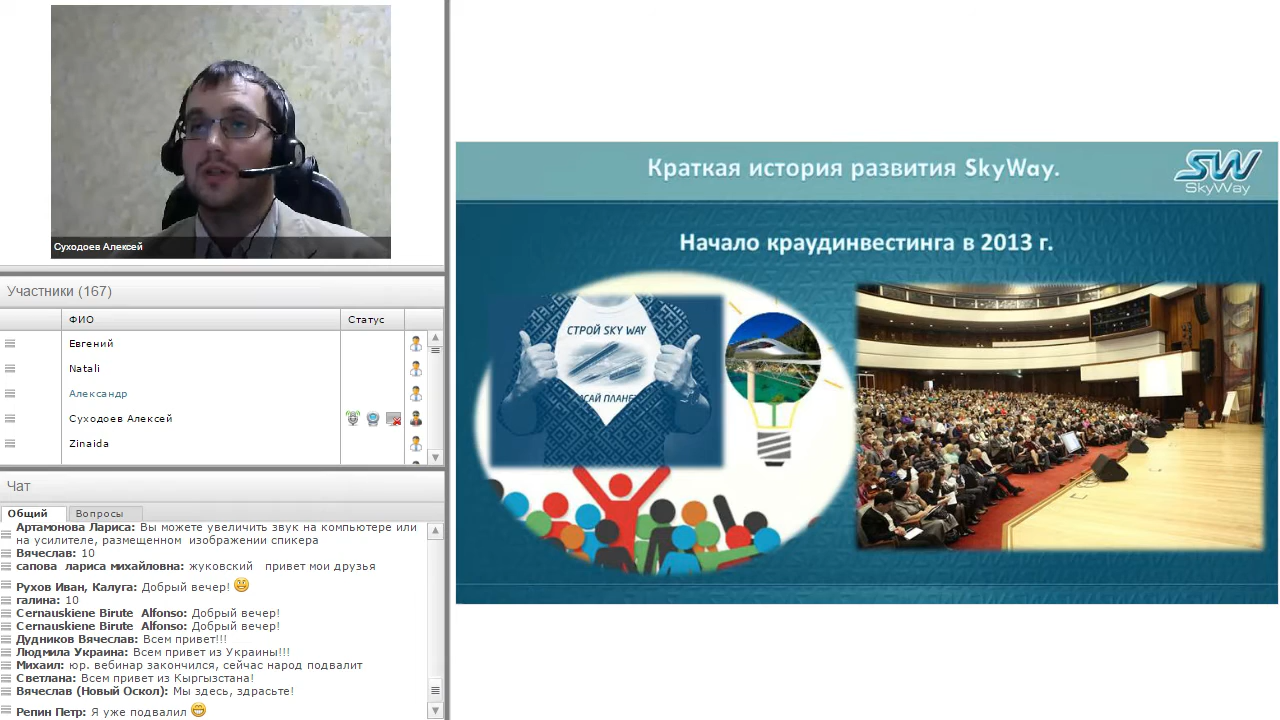 Суходоев Алексей
Участники (167)
ФИО
Статус
Евгений
Natali
Александр
Суходоев Алексей
Zinaida
Чат
Общий
Вопросы
Артамонова Лариса: Вы можете увеличить звук на компьютере или
на усилителе, размещенном изображении спикера
Вячеслав: 10
сапова лариса михайловна: жуковский привет мои друзья
Рухов Иван, Калуга: Добрый вечер!
галина: 10
Cernauskiene Birute Alfonso: Добрый вечер!
Cernauskiene Birute Alfonso: Добрый вечер!
Дудников Вячеслав: Всем привет!!!
Людмила Украина: Всем привет из Украины!!!
Михаил: юр. вебинар закончился, сейчас народ подвалит
Светлана: Всем привет из Кыргызстана!
Вячеслав (Новый Оскол): Мы здесь, здрасьте!
Репин Петр: Я уже подвалил
Краткая история развития SkyWay.
SW
SkyWay
Начало краудинвестинга в 2013 г.
СТРОЙ SKY WAY
АСАЙ ПЛАНЕ